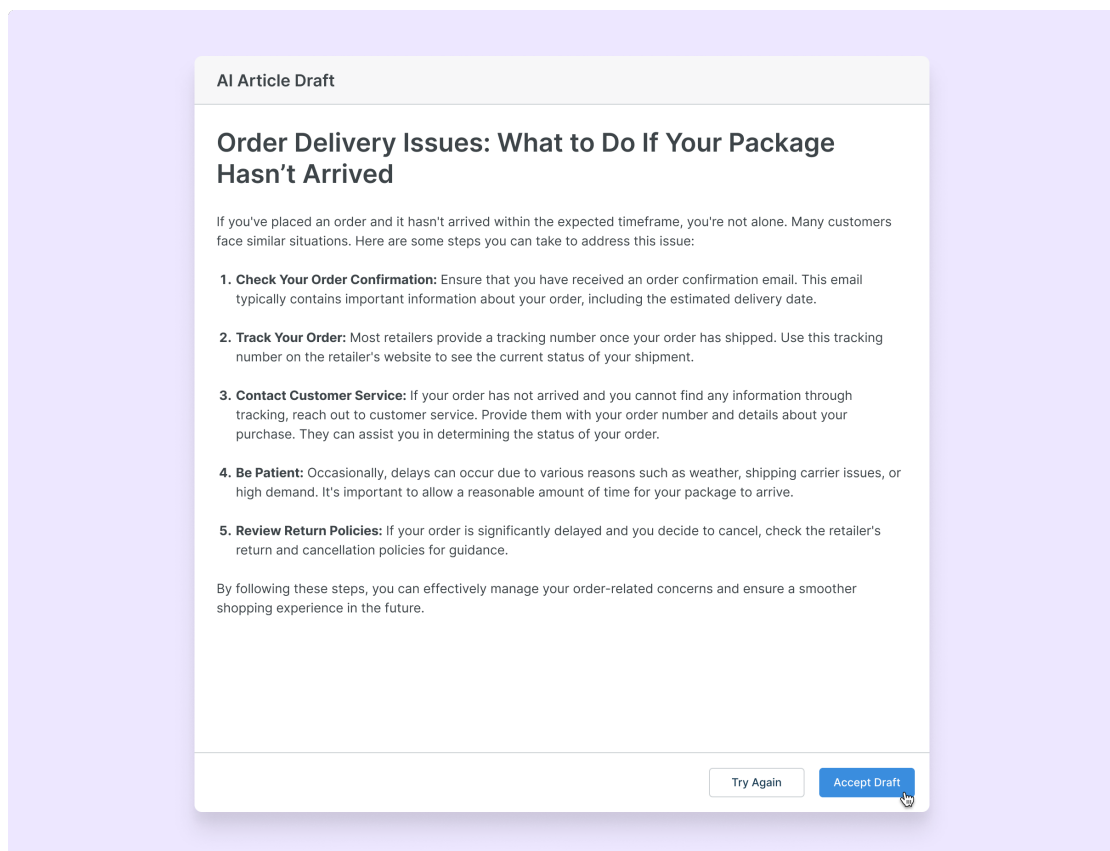 AI Article Draft
Order Delivery Issues: What to Do If Your Package
Hasn’t Arrived
If you've placed an order and it hasn't arrived within the expected timeframe, you're not alone. Many customers
face similar situations. Here are some steps you can take to address this issue:
1. Check Your Order Confirmation: Ensure that you have received an order confirmation email. This email
typically contains important information about your order, including the estimated delivery date.
2. Track Your Order: Most retailers provide a tracking number once your order has shipped. Use this tracking
number on the retailer's website to see the current status of your shipment.
3. Contact Customer Service: If your order has not arrived and you cannot find any information through
tracking, reach out to customer service. Provide them with your order number and details about your
purchase. They can assist you in determining the status of your order.
4. Be Patient: Occasionally, delays can occur due to various reasons such as weather, shipping carrier issues, or
high demand. It's important to allow a reasonable amount of time for your package to arrive.
5. Review Return Policies: If your order is significantly delayed and you decide to cancel, check the retailer's
return and cancellation policies for guidance.
By following these steps, you can effectively manage your order-related concerns and ensure a smoother
shopping experience in the future.
Try Again
Accept Draft